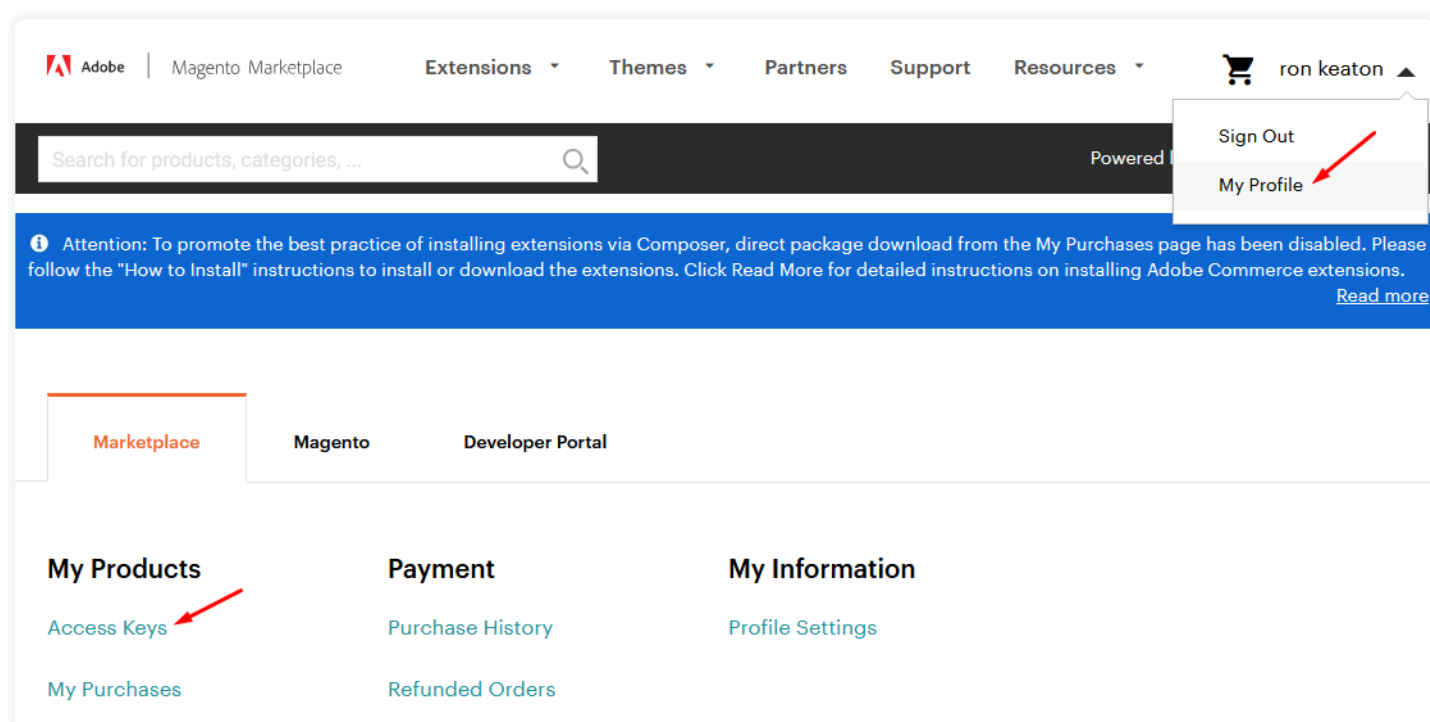 Adobe Magento Marketplace Extensions Themes Partners Support Resources ron keaton
Sign Out
Search for products, categories, ... Powered
My Profile
Attention: To promote the best practice of installing extensions via Composer, direct package download from the My Purchases page has been disabled. Please
follow the "How to Install" instructions to install or download the extensions. Click Read More for detailed instructions on installing Adobe Commerce extensions.
Read more
Marketplace Magento Developer Portal
My Products Payment My Information
Access Keys Purchase History Profile Settings
My Purchases Refunded Orders